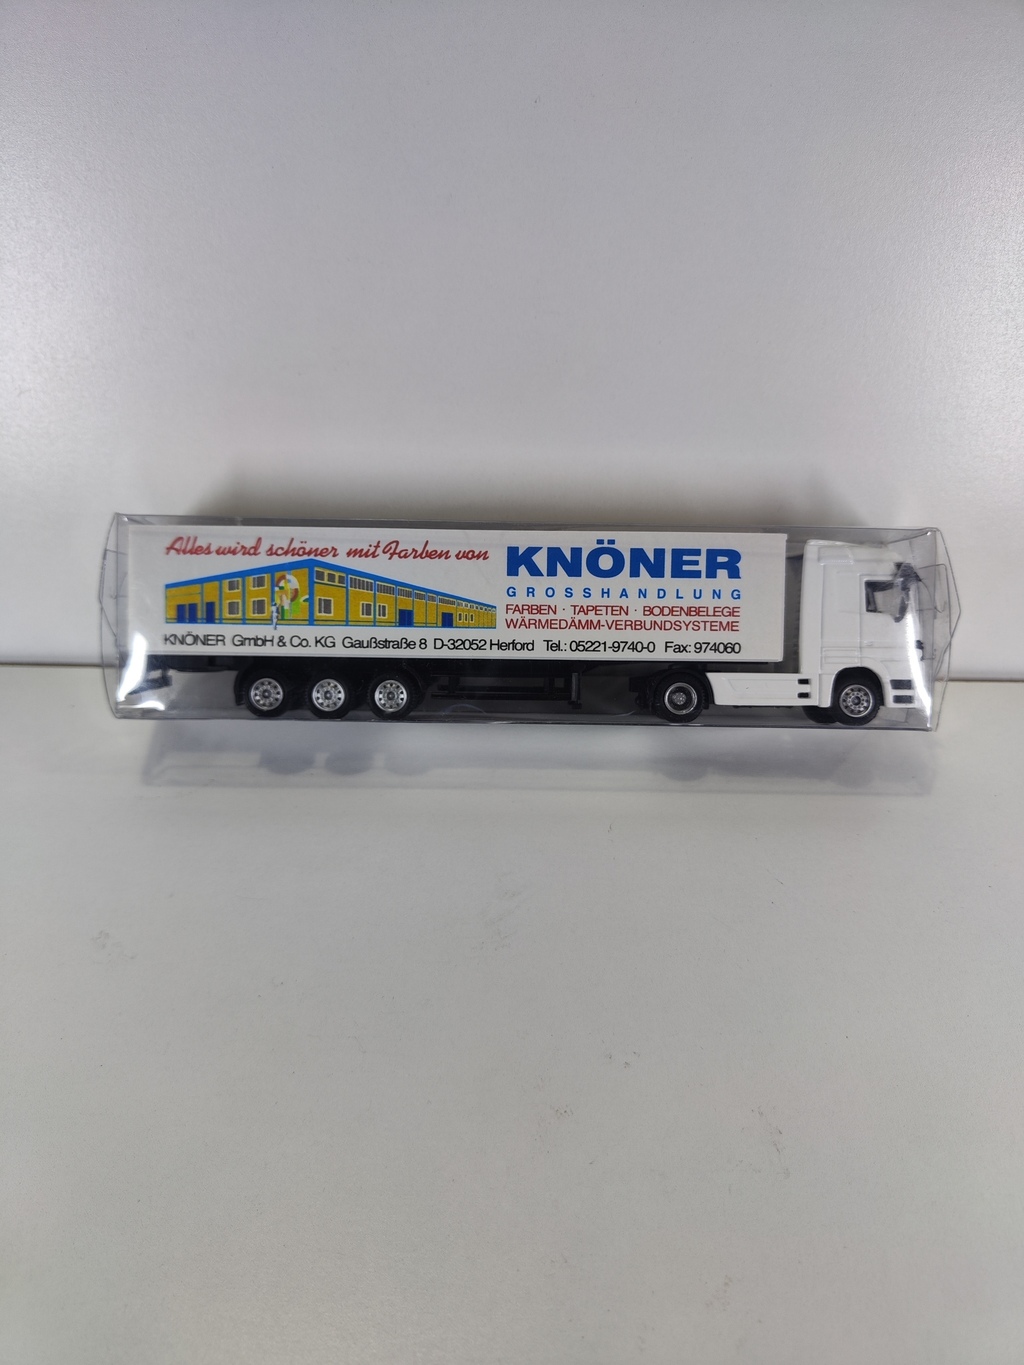 Alles wird schöner mit Farben von
KNÖNER
GROSSHANDLUNG
FARBEN · TAPETEN · BODENBELEGE
WÄRMEDÄMM-VERBUNDSYSTEME
KNÖNER GmbH & Co. KG Gaußstraße 8 D-32052 Herford Tel.: 05221-9740-0 Fax: 974060